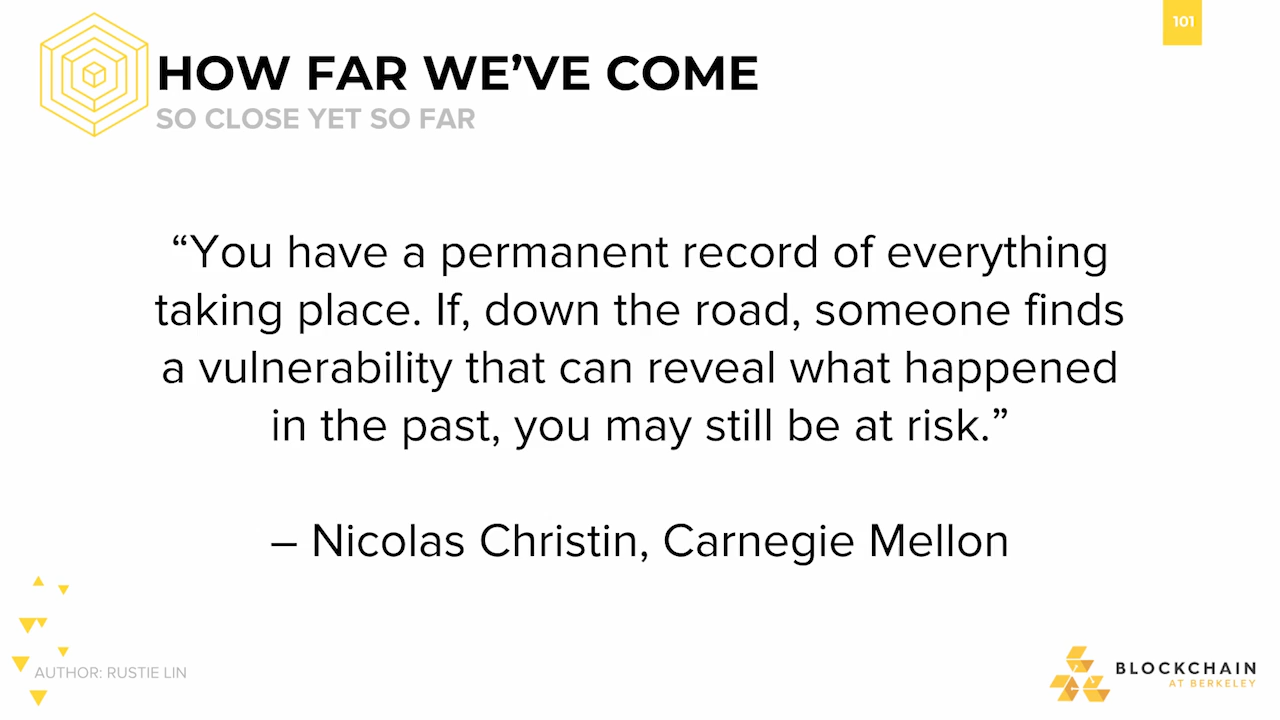 101
HOW FAR WE’VE COME
SO CLOSE YET SO FAR
“You have a permanent record of everything
taking place. If, down the road, someone finds
a vulnerability that can reveal what happened
in the past, you may still be at risk.”
– Nicolas Christin, Carnegie Mellon
AUTHOR: RUSTIE LIN
BLOCKCHAIN
AT BERKELEY